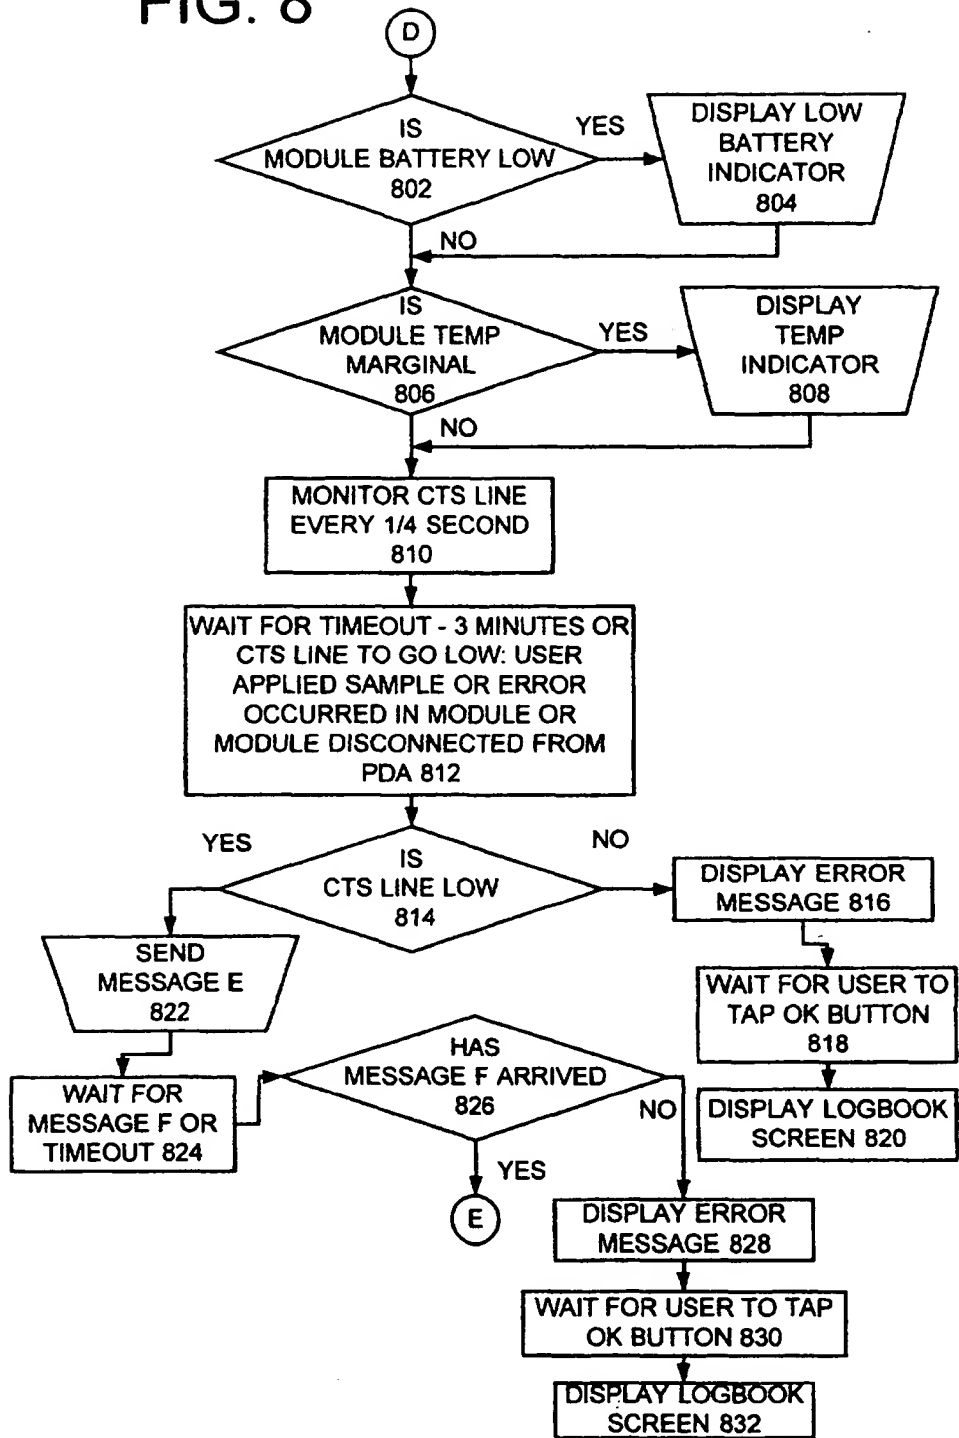 FIG. 8
D
IS
MODULE BATTERY LOW
802
YES
DISPLAY LOW
BATTERY
INDICATOR
804
NO
IS
MODULE TEMP
MARGINAL
806
YES
DISPLAY
TEMP
INDICATOR
808
NO
MONITOR CTS LINE
EVERY 1/4 SECOND
810
WAIT FOR TIMEOUT - 3 MINUTES OR
CTS LINE TO GO LOW: USER
APPLIED SAMPLE OR ERROR
OCCURRED IN MODULE OR
MODULE DISCONNECTED FROM
PDA 812
IS
CTS LINE LOW
814
YES
NO
DISPLAY ERROR
MESSAGE 816
WAIT FOR USER TO
TAP OK BUTTON
818
DISPLAY LOGBOOK
SCREEN 820
SEND
MESSAGE E
822
WAIT FOR
MESSAGE F OR
TIMEOUT 824
HAS
MESSAGE F ARRIVED
826
NO
YES
E
DISPLAY ERROR
MESSAGE 828
WAIT FOR USER TO TAP
OK BUTTON 830
DISPLAY LOGBOOK
SCREEN 832